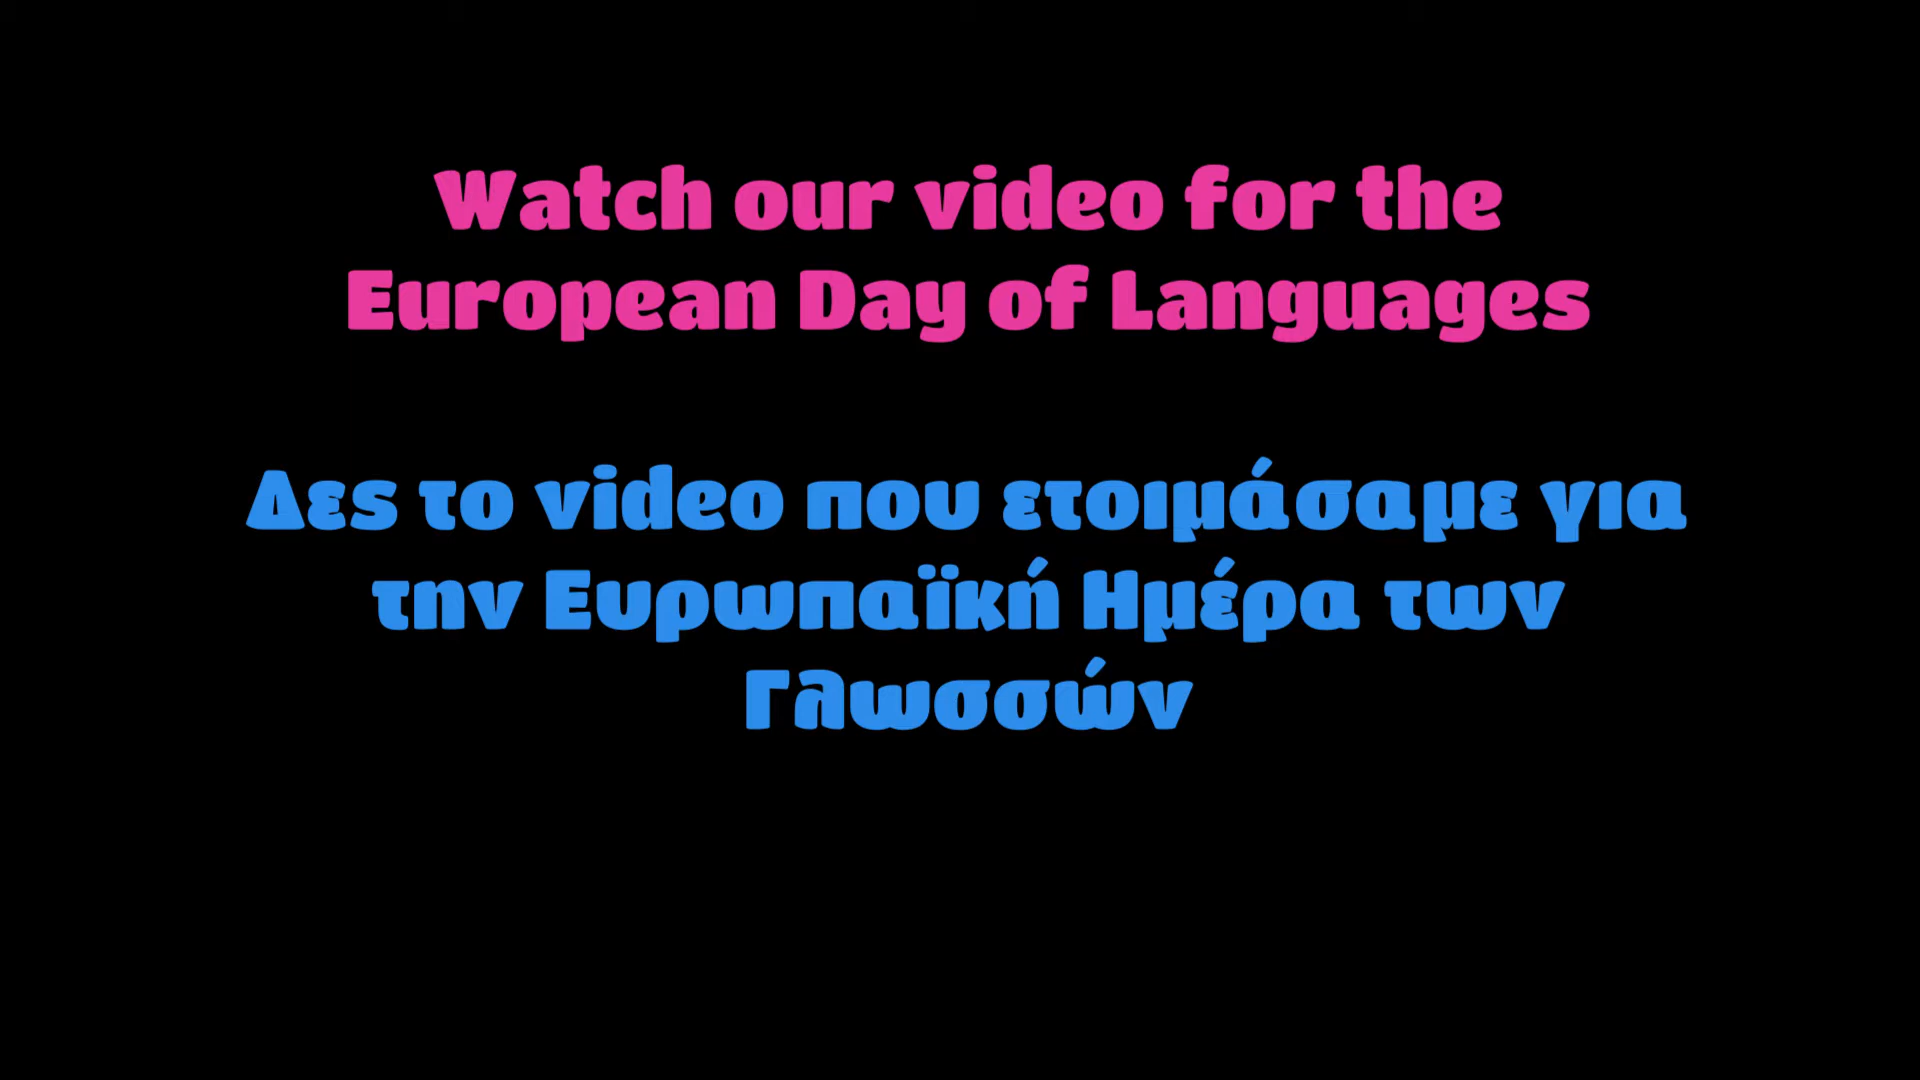 Watch our video for the
European Day of Languages
Δες το video που ετοιμάσαμε για
την Ευρωπαϊκή Ημέρα των
Γλωσσών